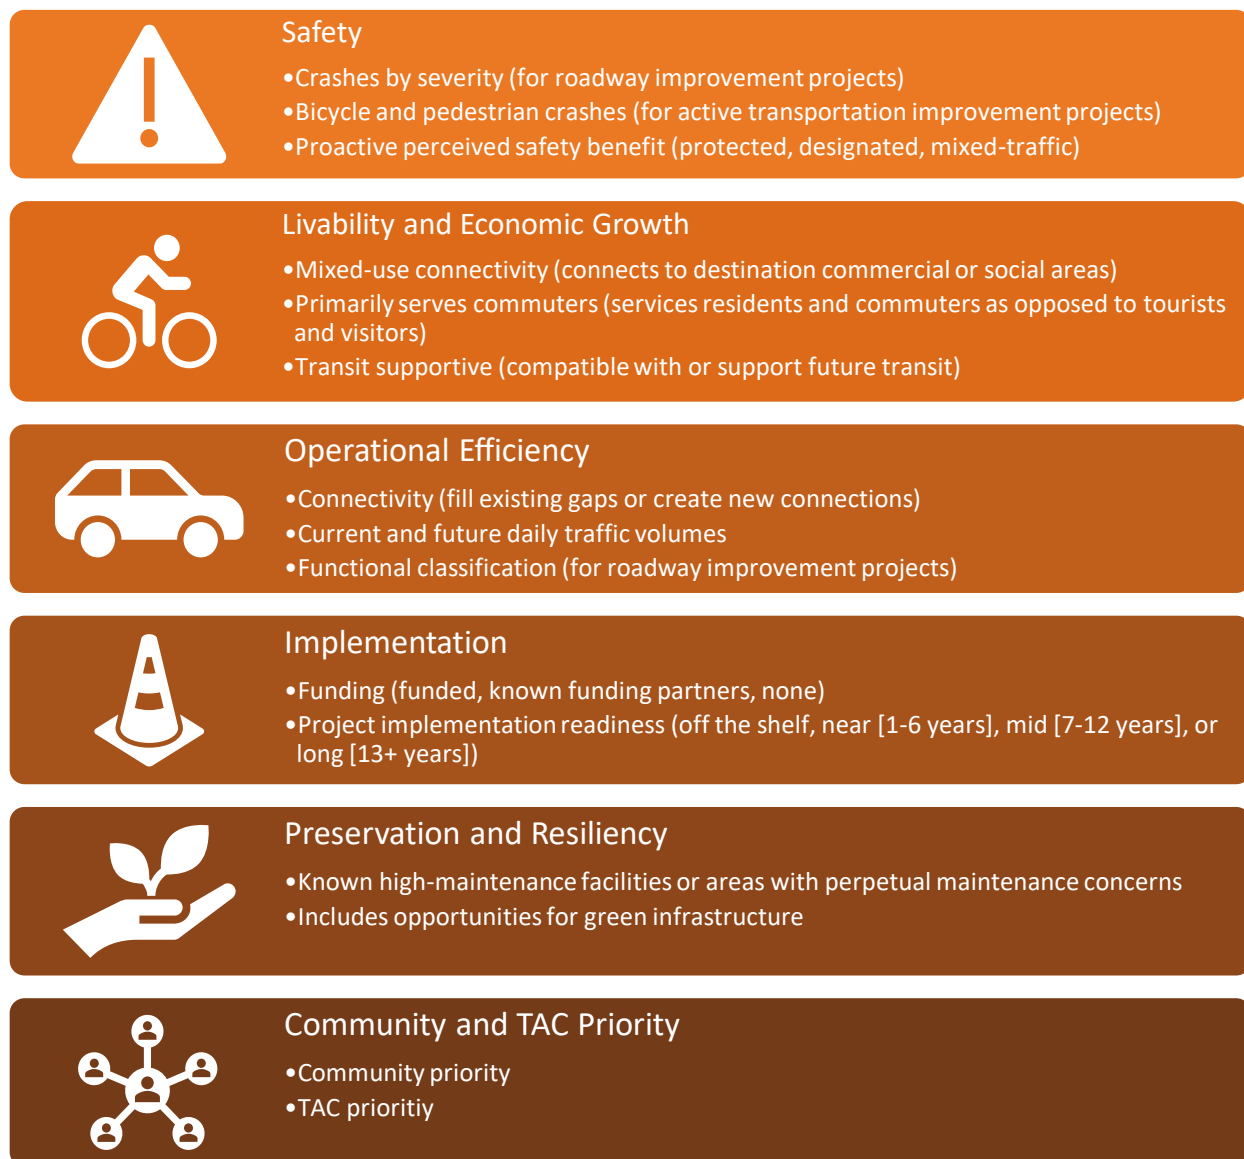 Safety
•Crashes by severity (for roadway improvement projects)
•Bicycle and pedestrian crashes (for active transportation improvement projects)
•Proactive perceived safety benefit (protected, designated, mixed-traffic)
Livability and Economic Growth
•Mixed-use connectivity (connects to destination commercial or social areas)
•Primarily serves commuters (services residents and commuters as opposed to tourists
and visitors)
•Transit supportive (compatible with or support future transit)
Operational Efficiency
•Connectivity (fill existing gaps or create new connections)
•Current and future daily traffic volumes
•Functional classification (for roadway improvement projects)
Implementation
•Funding (funded, known funding partners, none)
•Project implementation readiness (off the shelf, near [1-6 years], mid [7-12 years], or
long [13+ years])
Preservation and Resiliency
•Known high-maintenance facilities or areas with perpetual maintenance concerns
•Includes opportunities for green infrastructure
Community and TAC Priority
•Community priority
•TAC prioritiy